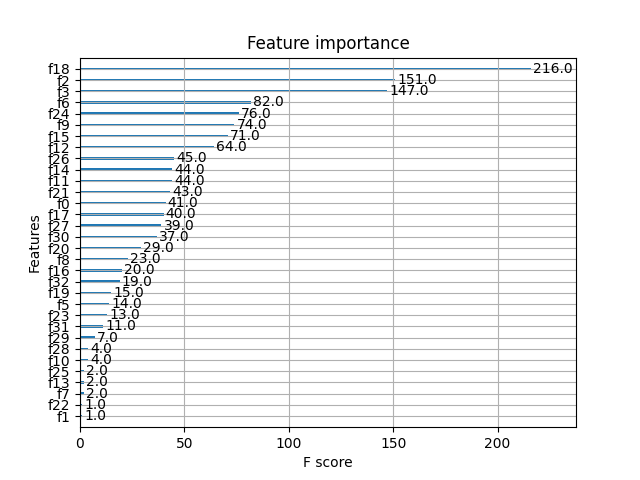 Feature importance
f18 216.0
f2 151.0
f3 147.0
f6 82.0
f24 76.0
f9 74.0
f15 71.0
f12 64.0
f26 45.0
f14 44.0
f11 44.0
f21 43.0
f0 41.0
f17 40.0
f27 39.0
f30 37.0
f20 29.0
f8 23.0
f16 20.0
f32 19.0
f19 15.0
f5 14.0
f23 13.0
f31 11.0
f29 7.0
f28 4.0
f10 4.0
f25 2.0
f13 2.0
f7 2.0
f22 1.0
f1 1.0
Features
0 50 100 150 200
F score